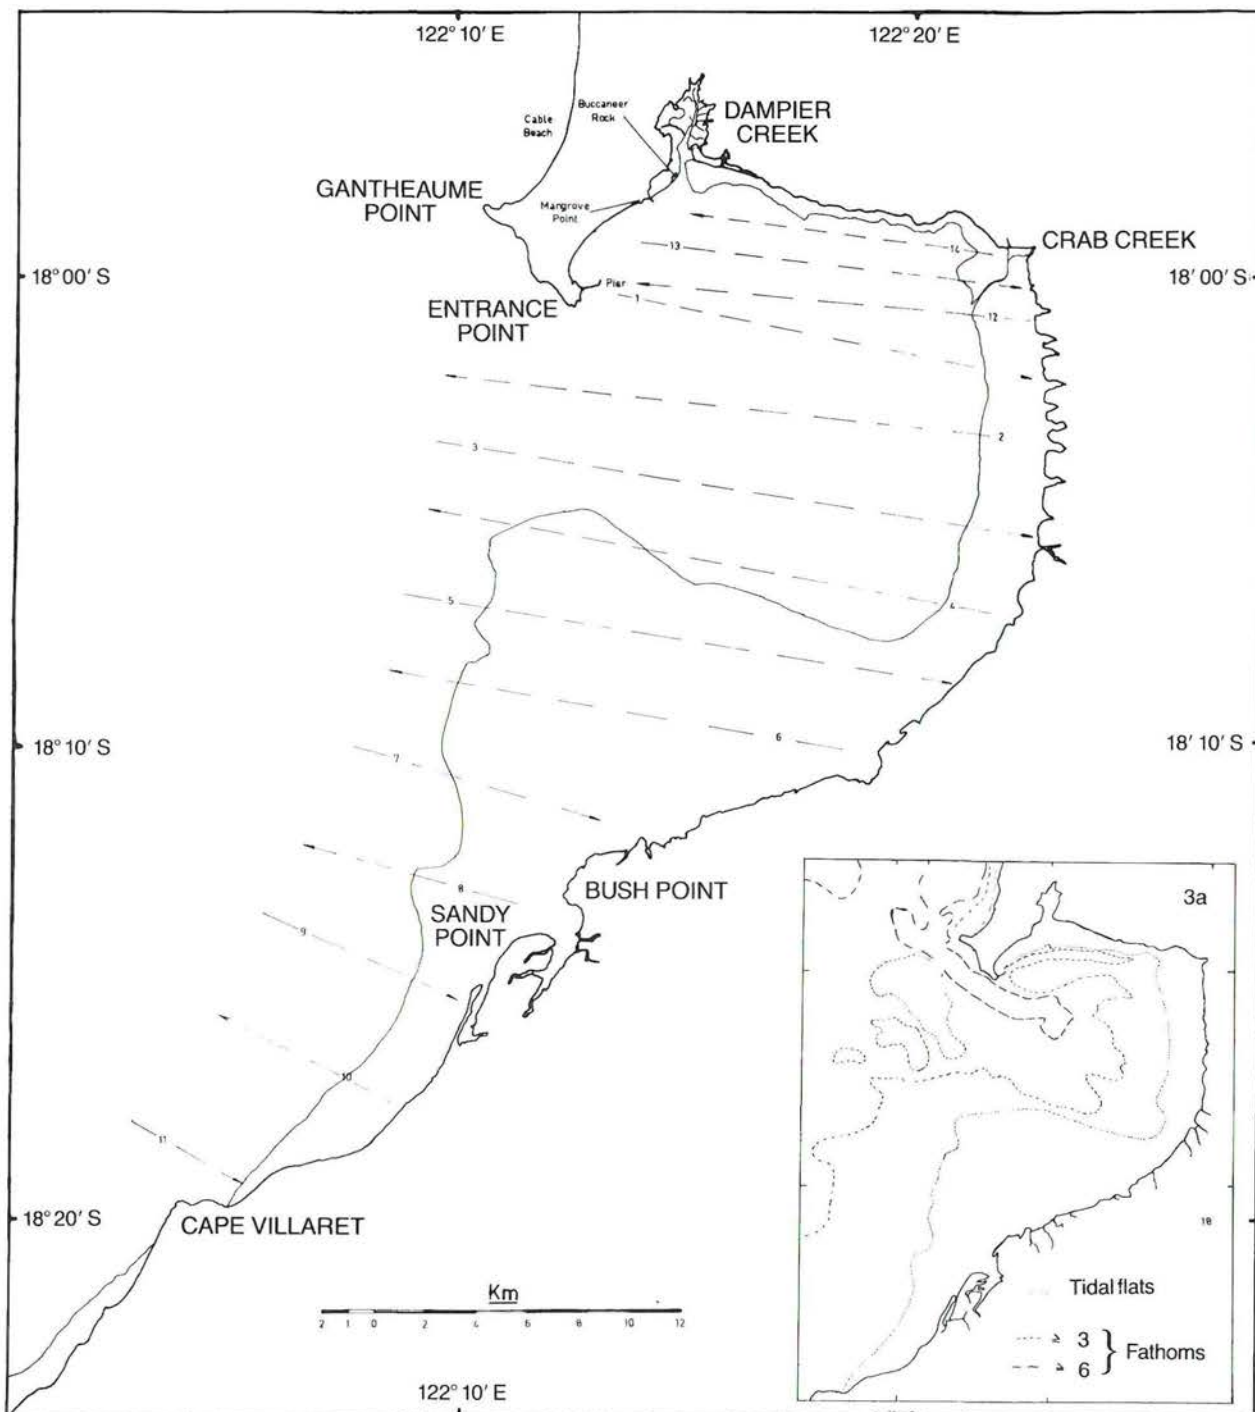 122° 10′ E
122° 20′ E
Buccaneer
Rock
DAMPIER
CREEK
Cable
Beach
GANTHEAUME
POINT
Mangrove
Point
14
CRAB CREEK
13
18° 00′ S
18′ 00′ S
Pier
1
12
ENTRANCE
POINT
2
3
4
5
6
18° 10′ S
18′ 10′ S
7
8
BUSH POINT
SANDY
POINT
9
10
11
18° 20′ S
CAPE VILLARET
3a
18
Tidal flats
≥ 3
≥ 6
} Fathoms
Km
2 1 0 2 4 6 8 10 12
122° 10′ E